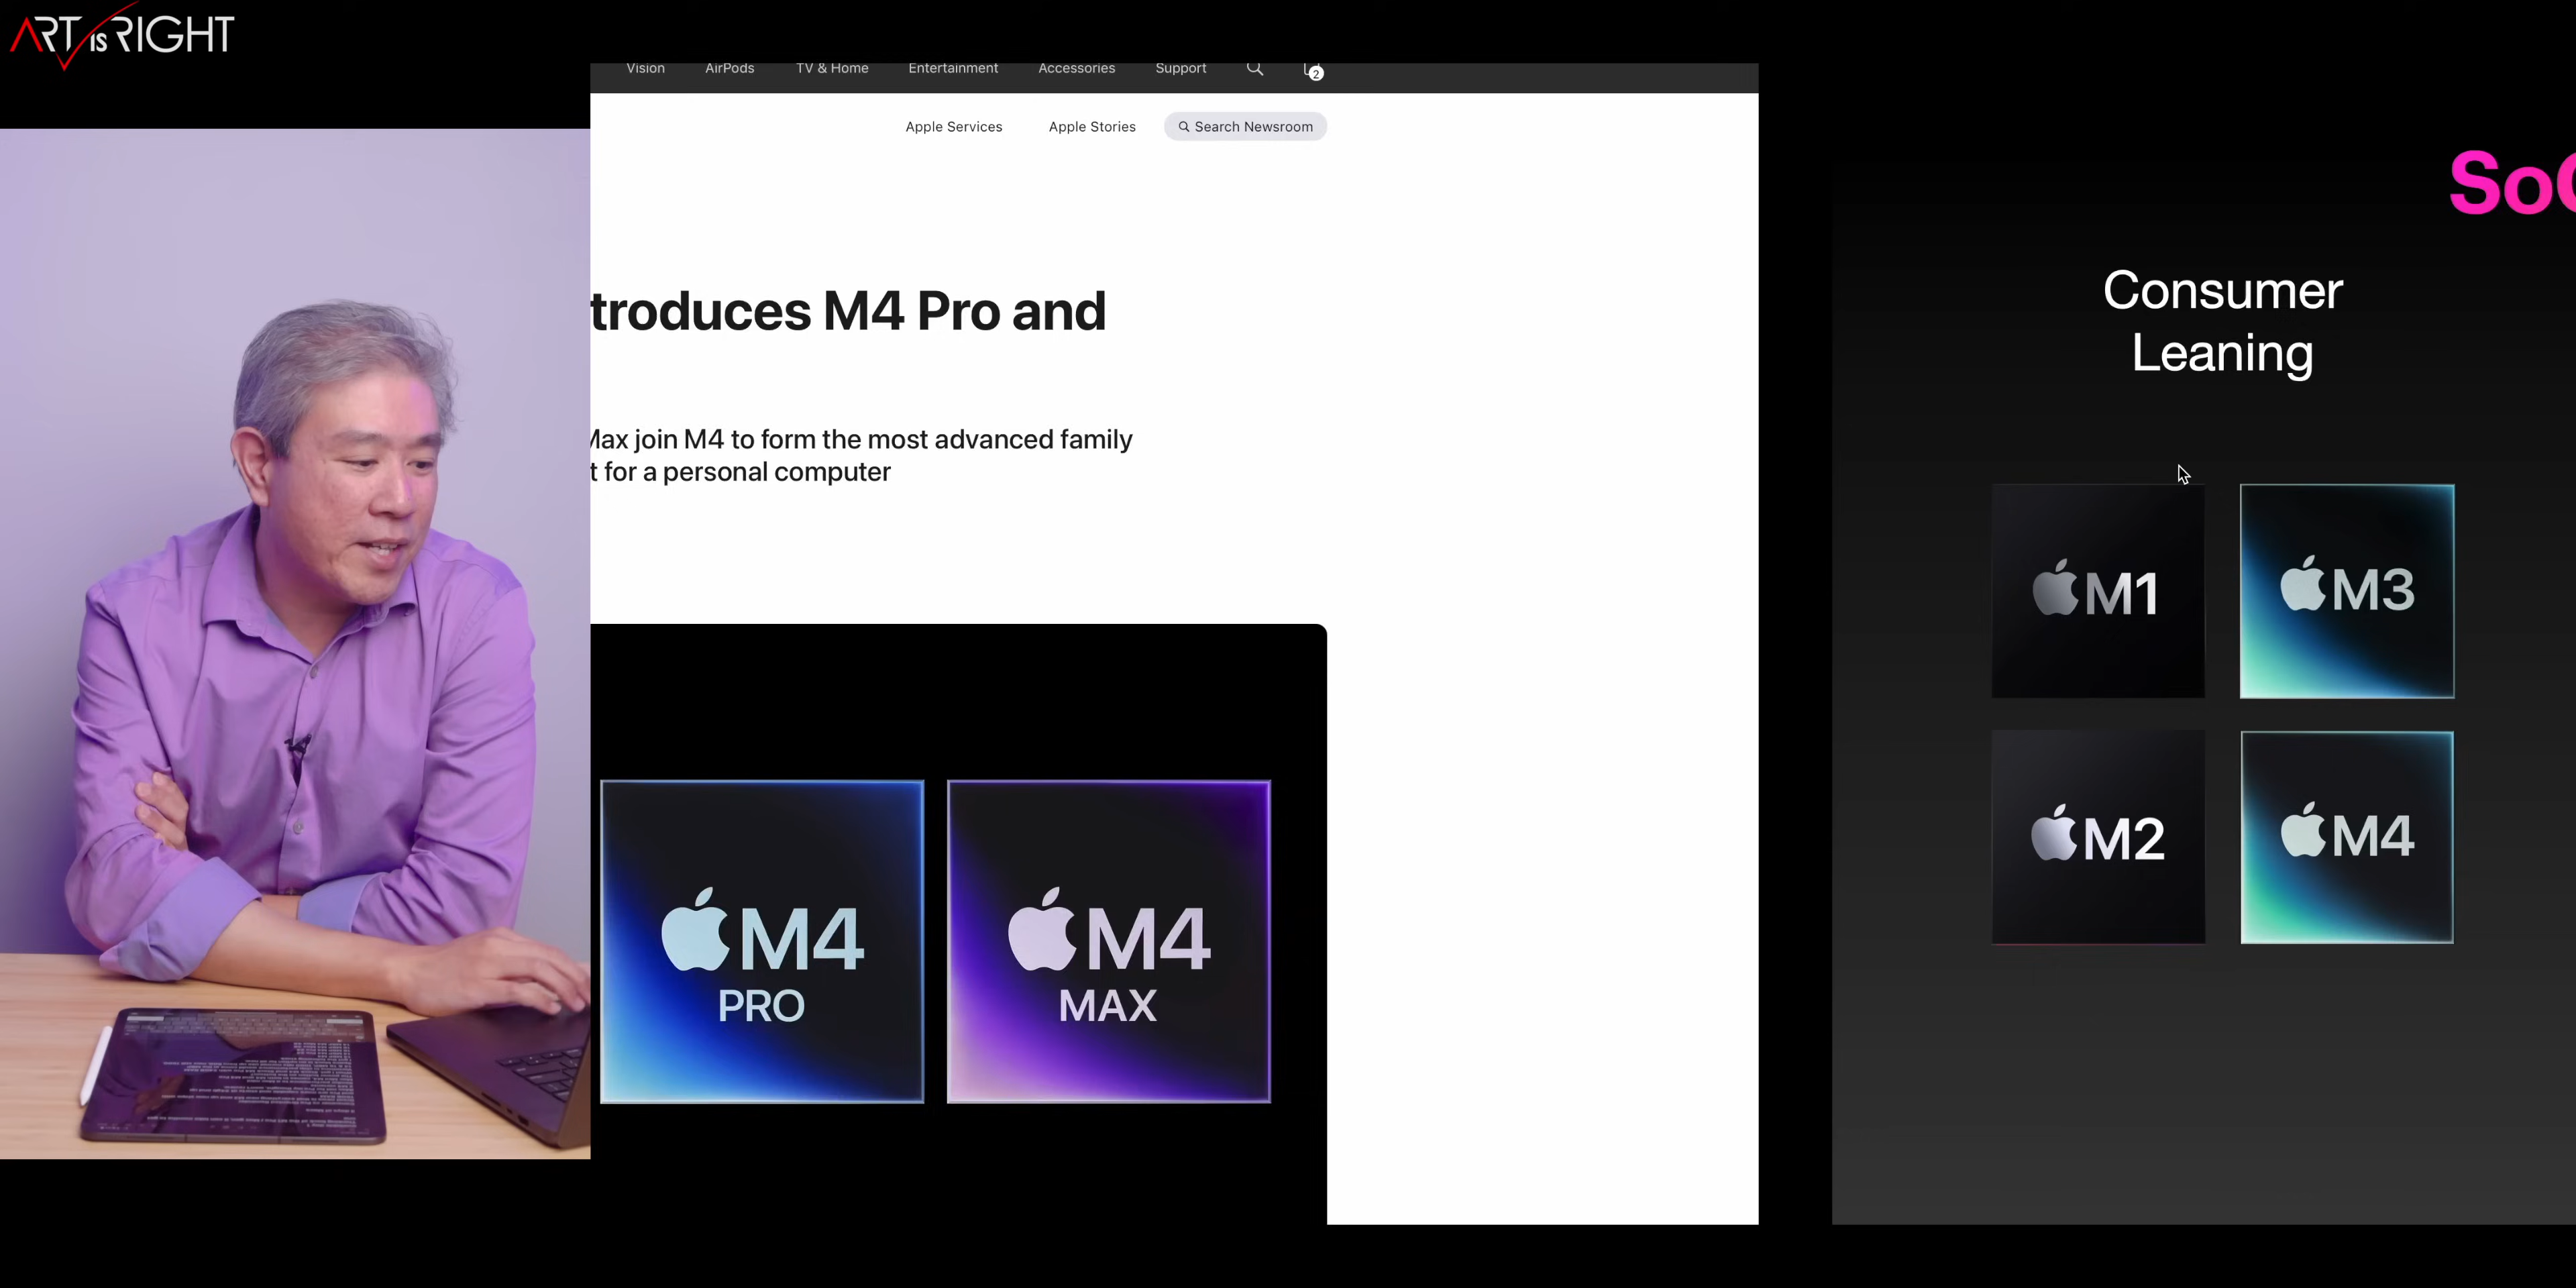 ART IS RIGHT
Vision AirPods TV & Home Entertainment Accessories Support 2
Apple Services Apple Stories Search Newsroom
troduces M4 Pro and
Max join M4 to form the most advanced family
t for a personal computer
M4
PRO
M4
MAX
So
Consumer
Leaning
M1
M3
M2
M4